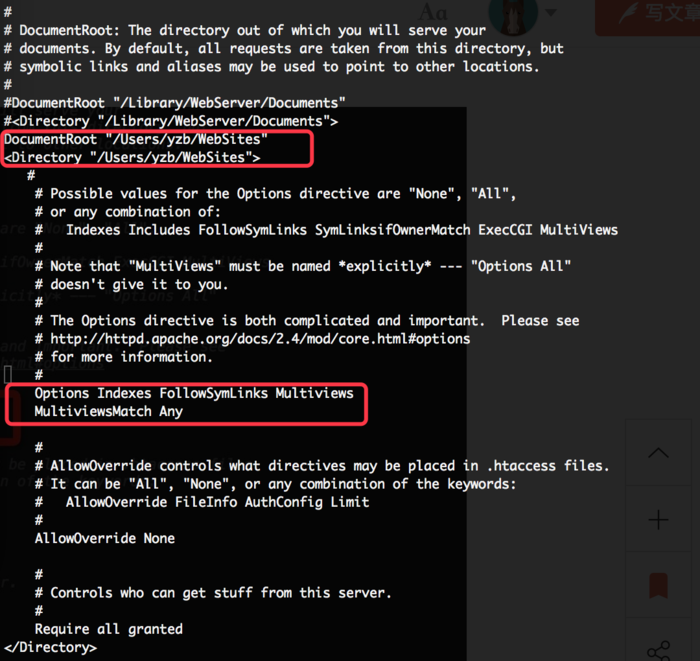 Aa
写文章
#
# DocumentRoot: The directory out of which you will serve your
# documents. By default, all requests are taken from this directory, but
# symbolic links and aliases may be used to point to other locations.
#
#DocumentRoot "/Library/WebServer/Documents"
#<Directory "/Library/WebServer/Documents">
DocumentRoot "/Users/yzb/WebSites"
<Directory "/Users/yzb/WebSites">
#
# Possible values for the Options directive are "None", "All",
# or any combination of:
#   Indexes Includes FollowSymLinks SymLinksifOwnerMatch ExecCGI MultiViews
#
# Note that "MultiViews" must be named *explicitly* --- "Options All"
# doesn't give it to you.
#
# The Options directive is both complicated and important.  Please see
# http://httpd.apache.org/docs/2.4/mod/core.html#options
# for more information.
#
Options Indexes FollowSymLinks Multiviews
MultiviewsMatch Any
#
# AllowOverride controls what directives may be placed in .htaccess files.
# It can be "All", "None", or any combination of the keywords:
#   AllowOverride FileInfo AuthConfig Limit
#
AllowOverride None
#
# Controls who can get stuff from this server.
#
Require all granted
</Directory>